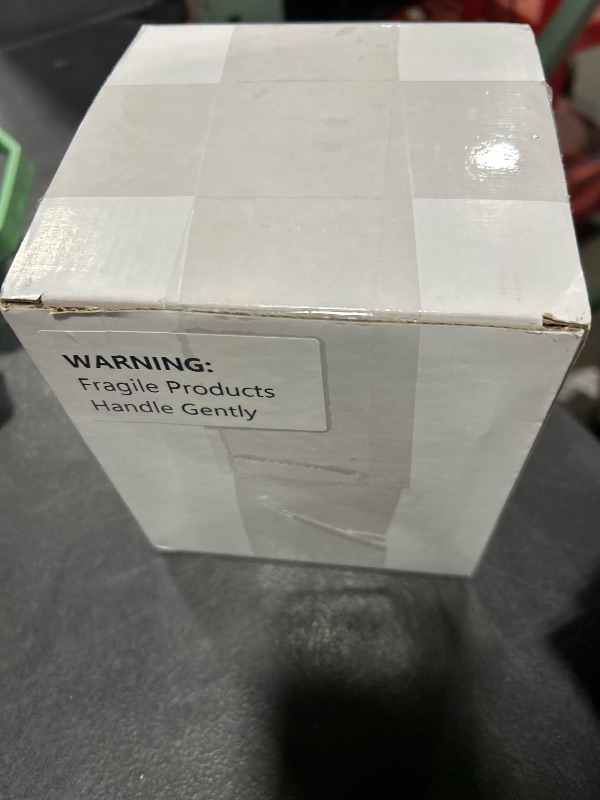 WARNING:
Fragile Products
Handle Gently